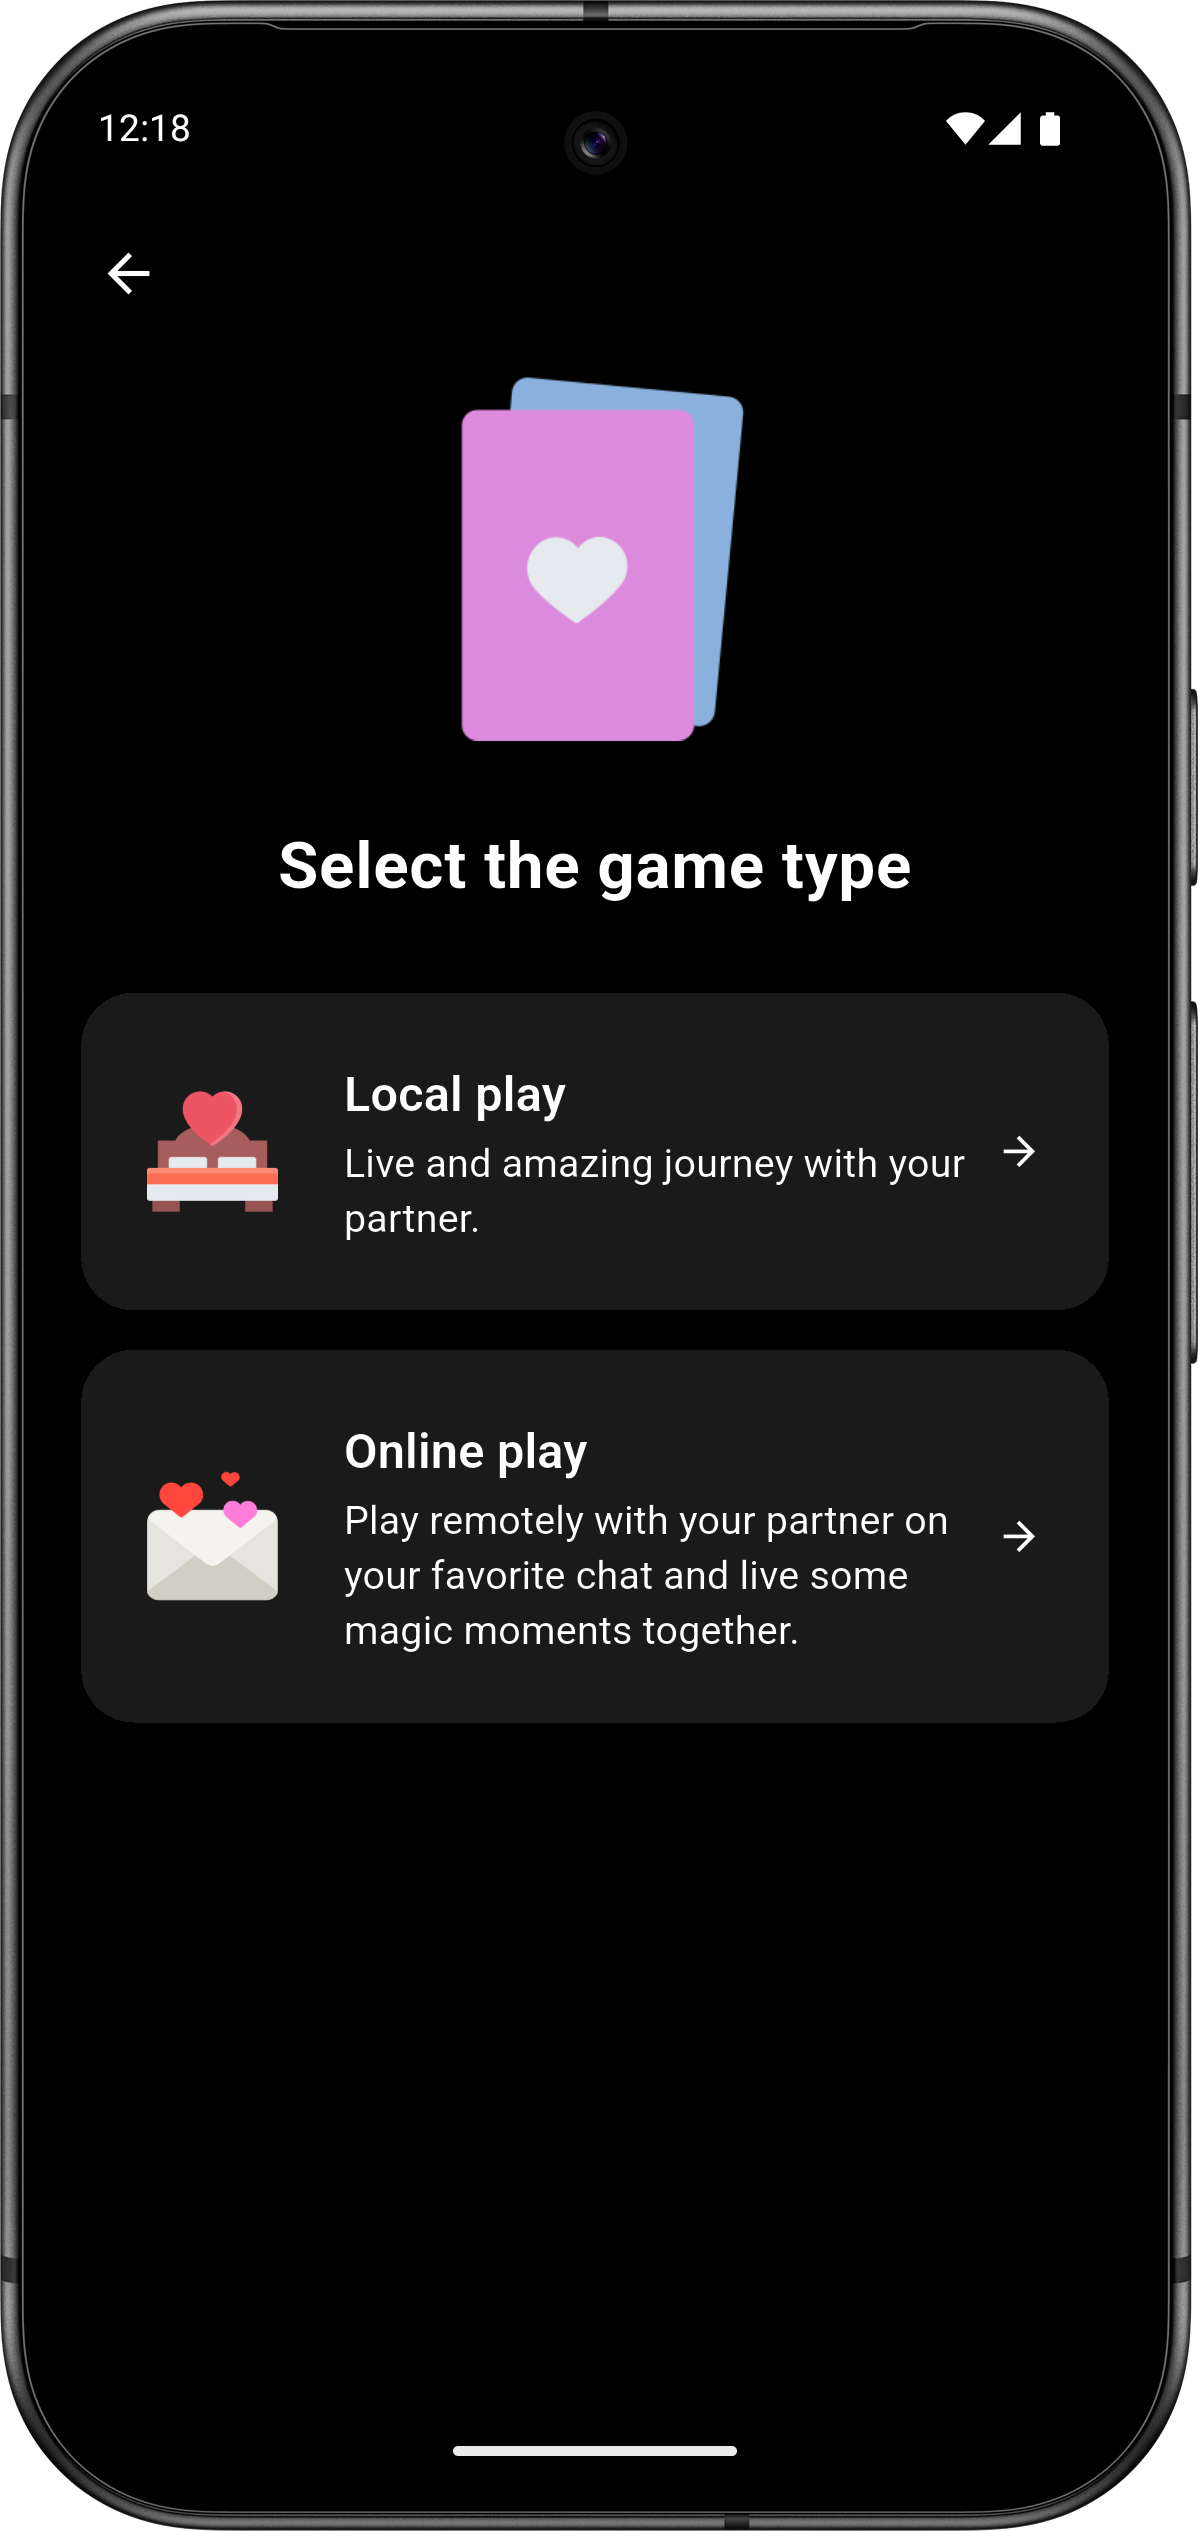 12:18
Select the game type
Local play
Live and amazing journey with your
partner.
Online play
Play remotely with your partner on
your favorite chat and live some
magic moments together.